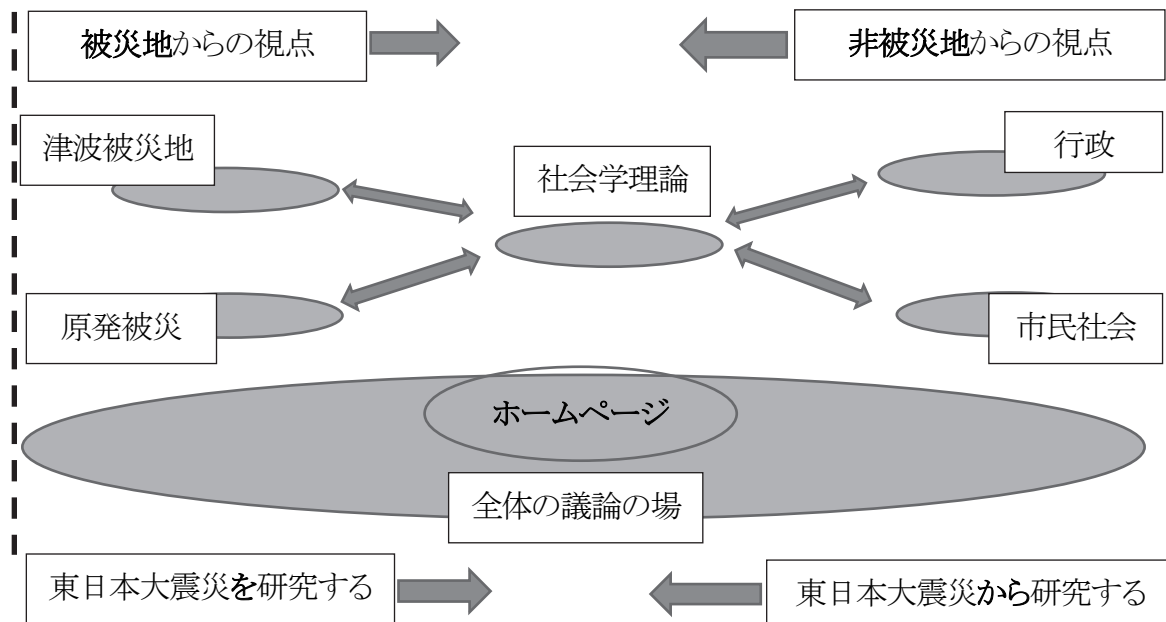 被災地からの視点
非被災地からの視点
津波被災地
行政
社会学理論
原発被災
市民社会
ホームページ
全体の議論の場
東日本大震災を研究する
東日本大震災から研究する